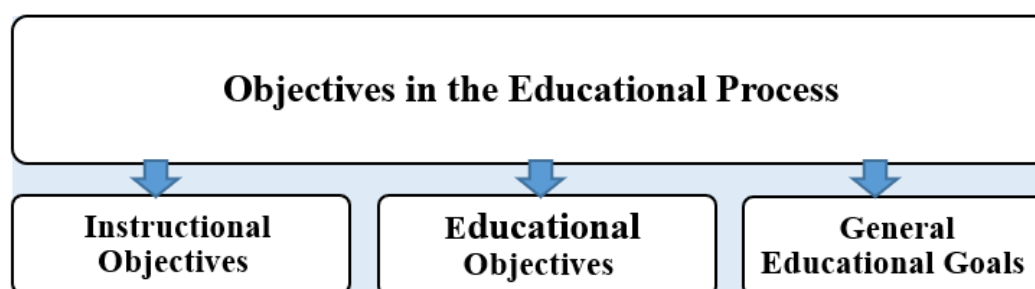 Objectives in the Educational Process
Instructional
Objectives
Educational
Objectives
General
Educational Goals